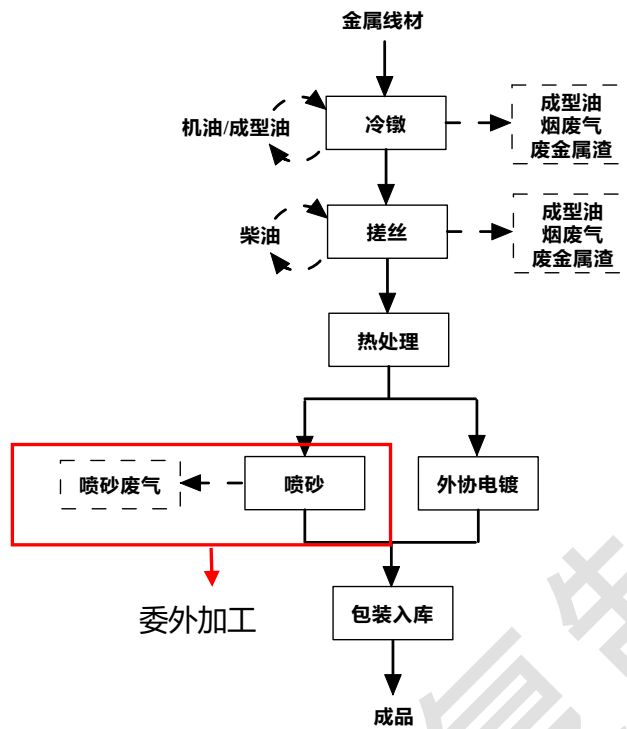 金属线材
机油/成型油
冷镦
成型油
烟废气
废金属渣
柴油
搓丝
成型油
烟废气
废金属渣
热处理
喷砂废气
喷砂
外协电镀
委外加工
包装入库
成品
复制